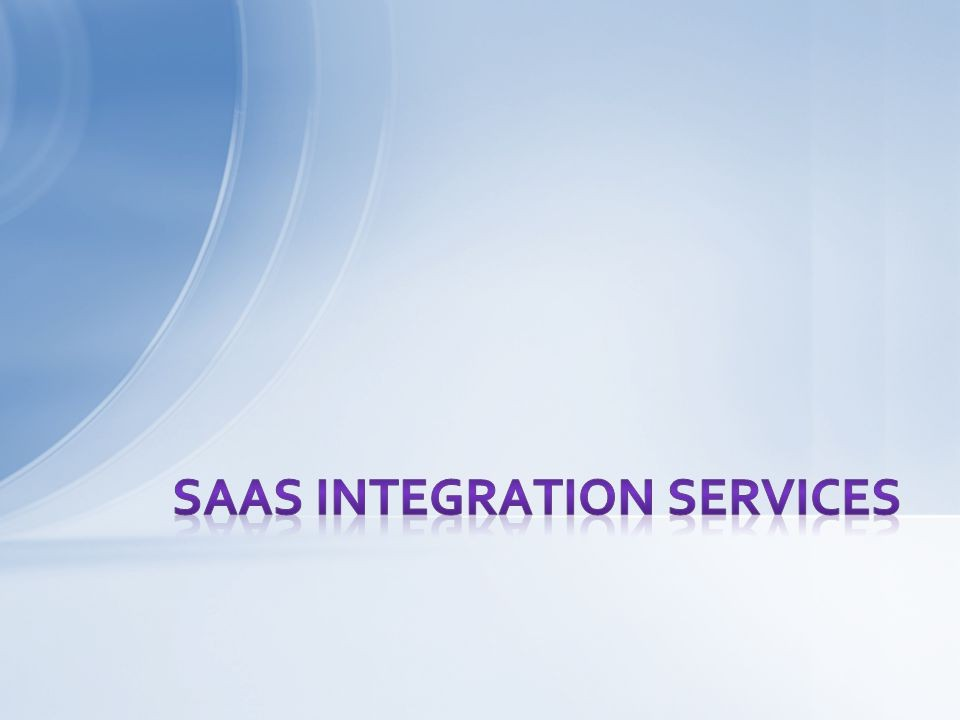 SAAS INTEGRATION SERVICES